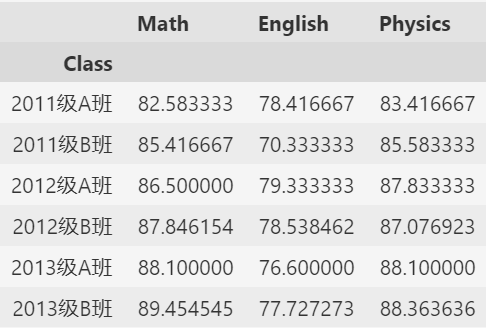 Math English Physics
Class
2011级A班 82.583333 78.416667 83.416667
2011级B班 85.416667 70.333333 85.583333
2012级A班 86.500000 79.333333 87.833333
2012级B班 87.846154 78.538462 87.076923
2013级A班 88.100000 76.600000 88.100000
2013级B班 89.454545 77.727273 88.363636